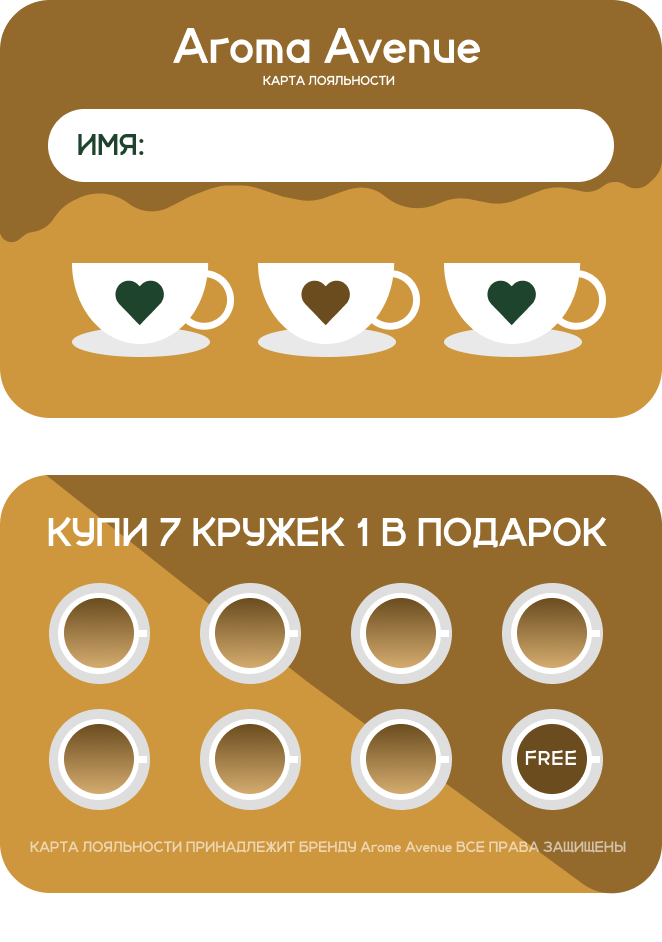 Aroma Avenue
КАРТА ЛОЯЛЬНОСТИ
ИМЯ:
КУПИ 7 КРУЖЕК 1 В ПОДАРОК
FREE
КАРТА ЛОЯЛЬНОСТИ ПРИНАДЛЕЖИТ БРЕНДУ Arome Avenue ВСЕ ПРАВА ЗАЩИЩЕНЫ